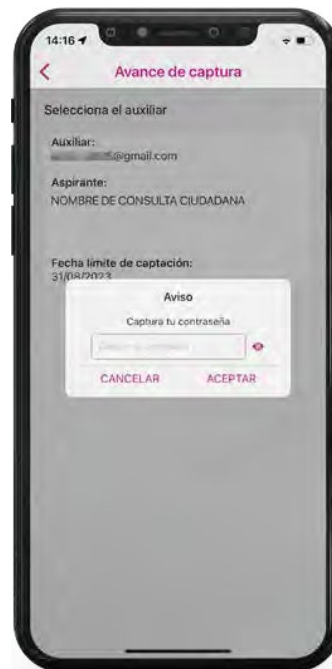 14:16
Avance de captura
Selecciona el auxiliar
Auxiliar:
@gmail.com
Aspirante:
NOMBRE DE CONSULTA CIUDADANA
Fecha límite de captación:
31/08/2023
Aviso
Captura tu contraseña
CANCELAR ACEPTAR